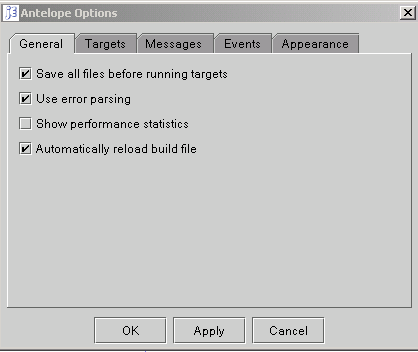 Antelope Options
General Targets Messages Events Appearance
Save all files before running targets
Use error parsing
Show performance statistics
Automatically reload build file
OK Apply Cancel